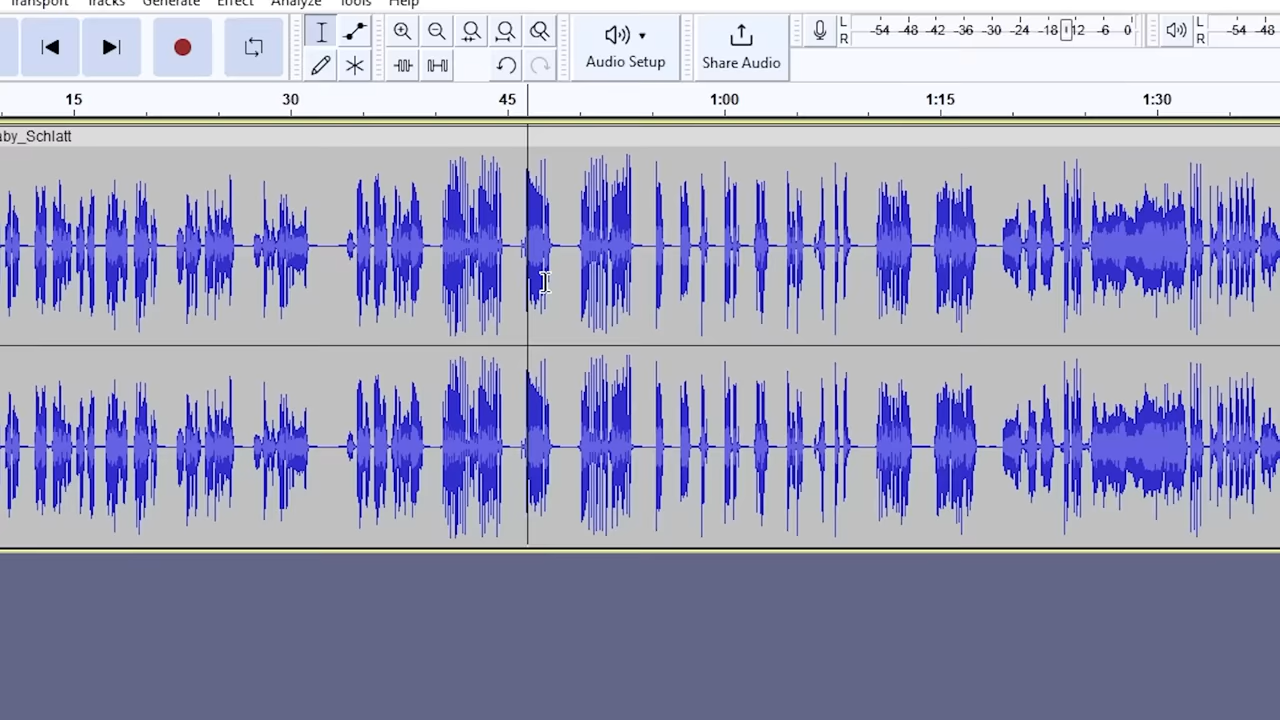 Transport Tracks Generate Effect Analyze Tools Help
L R -54 -48 -42 -36 -30 -24 -18 -12 -6 0
L R -54 -48
Audio Setup
Share Audio
15 30 45 1:00 1:15 1:30
aby_Schlatt